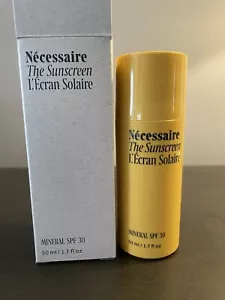 Nécessaire
The Sunscreen
L'Écran Solaire
MINERAL SPF 30
50 ml / 1.7 fl oz
Nécessaire
The Sunscreen
L'Écran Solaire
MINERAL SPF 30
50 ml / 1.7 fl oz